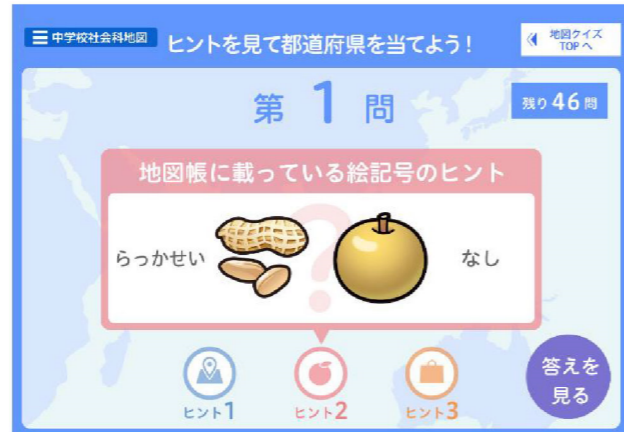 中学校社会科地図
ヒントを見て都道府県を当てよう！
地図クイズ
TOPへ
第1問
残り46問
地図帳に載っている絵記号のヒント
らっかせい
なし
?
ヒント1
ヒント2
ヒント3
答えを
見る